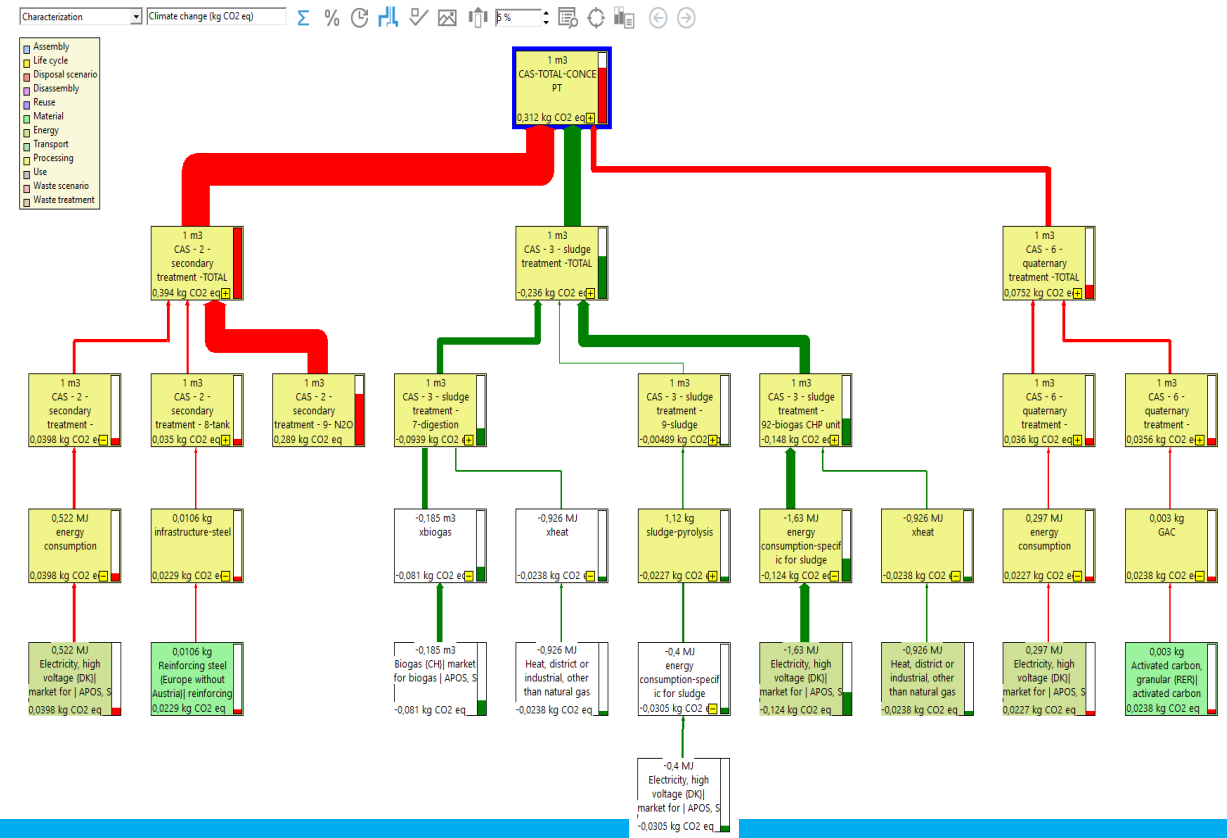 Characterization
Climate change (kg CO2 eq)
Σ % 5 %
Assembly
Life cycle
Disposal scenario
Disassembly
Reuse
Material
Energy
Transport
Processing
Use
Waste scenario
Waste treatment
1 m3
CAS-TOTAL-CONCE
PT
0,312 kg CO2 eq
1 m3
CAS - 2 -
secondary
treatment -TOTAL
0,394 kg CO2 eq
1 m3
CAS - 3 - sludge
treatment -TOTAL
-0,236 kg CO2 eq
1 m3
CAS - 6 -
quaternary
treatment -TOTAL
0,0752 kg CO2 eq
1 m3
CAS - 2 -
secondary
treatment -
0,0398 kg CO2 e
1 m3
CAS - 2 -
secondary
treatment - 8-tank
0,035 kg CO2 eq
1 m3
CAS - 2 -
secondary
treatment - 9- N2O
0,289 kg CO2 eq
1 m3
CAS - 3 - sludge
treatment -
7-digestion
-0,0939 kg CO2
1 m3
CAS - 3 - sludge
treatment -
9-sludge
-0,00489 kg CO2
1 m3
CAS - 3 - sludge
treatment -
92-biogas CHP unit
-0,148 kg CO2 e
1 m3
CAS - 6 -
quaternary
treatment -
0,036 kg CO2 eq
1 m3
CAS - 6 -
quaternary
treatment -
0,0356 kg CO2 e
0,522 MJ
energy
consumption
0,0398 kg CO2 e
0,0106 kg
infrastructure-steel
0,0229 kg CO2 e
-0,185 m3
xbiogas
-0,081 kg CO2 e
-0,926 MJ
xheat
-0,0238 kg CO2 e
1,12 kg
sludge-pyrolysis
-0,0227 kg CO2
-1,63 MJ
energy
consumption-specif
ic for sludge
-0,124 kg CO2 e
-0,926 MJ
xheat
-0,0238 kg CO2 e
0,297 MJ
energy
consumption
0,0227 kg CO2 e
0,003 kg
GAC
0,0238 kg CO2 e
0,522 MJ
Electricity, high
voltage {DK}|
market for | APOS, S
0,0398 kg CO2 eq
0,0106 kg
Reinforcing steel
{Europe without
Austria}| reinforcing
0,0229 kg CO2 eq
-0,185 m3
Biogas {CH}| market
for biogas | APOS, S
-0,081 kg CO2 eq
-0,926 MJ
Heat, district or
industrial, other
than natural gas
-0,0238 kg CO2 eq
-0,4 MJ
energy
consumption-specif
ic for sludge
-0,0305 kg CO2
-1,63 MJ
Electricity, high
voltage {DK}|
market for | APOS, S
-0,124 kg CO2 eq
-0,926 MJ
Heat, district or
industrial, other
than natural gas
-0,0238 kg CO2 eq
0,297 MJ
Electricity, high
voltage {DK}|
market for | APOS, S
0,0227 kg CO2 eq
0,003 kg
Activated carbon,
granular {RER}|
activated carbon
0,0238 kg CO2 eq
-0,4 MJ
Electricity, high
voltage {DK}|
market for | APOS, S
-0,0305 kg CO2 eq